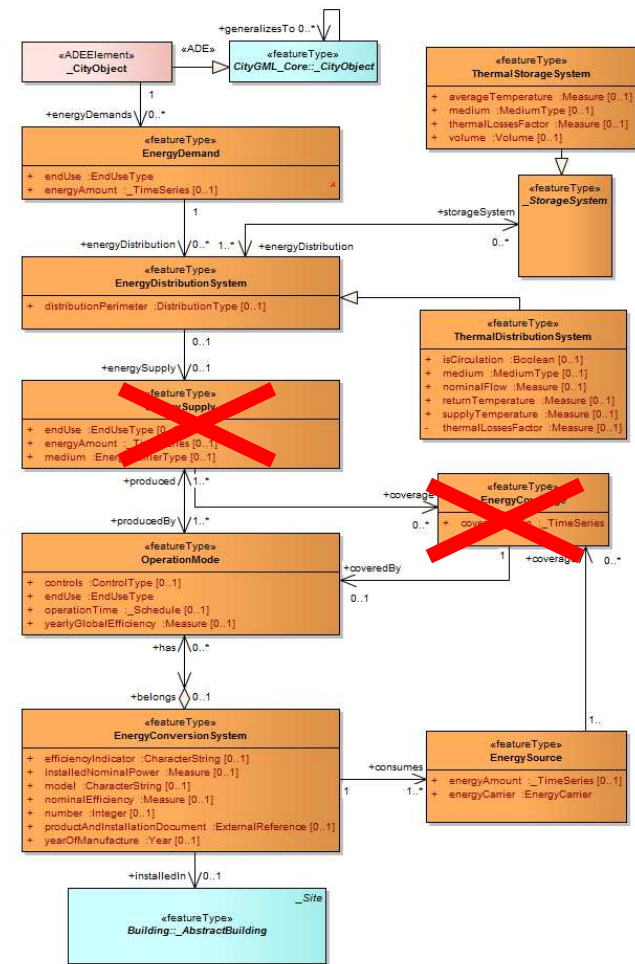 +generalizesTo 0..*
«ADEElement»
_CityObject
«ADE»
«featureType»
CityGML_Core::_CityObject
1
+energyDemands
0..*
«featureType»
EnergyDemand
+ endUse :EndUseType
+ energyAmount :_TimeSeries [0..1]
A
1
+energyDistribution
0..*
«featureType»
ThermalStorageSystem
+ averageTemperature :Measure [0..1]
+ medium :MediumType [0..1]
+ thermalLossesFactor :Measure [0..1]
+ volume :Volume [0..1]
«featureType»
_StorageSystem
+storageSystem
0..*
1..*
+energyDistribution
«featureType»
EnergyDistributionSystem
+ distributionPerimeter :DistributionType [0..1]
0..1
+energySupply
0..1
«featureType»
ThermalDistributionSystem
+ isCirculation :Boolean [0..1]
+ medium :MediumType [0..1]
+ nominalFlow :Measure [0..1]
+ returnTemperature :Measure [0..1]
+ supplyTemperature :Measure [0..1]
- thermalLossesFactor :Measure [0..1]
«featureType»
+ endUse :EndUseType
+ energyAmount
+ medium
+produced
1..*
+coverage
0..*
«featureType»
+producedBy
1..*
«featureType»
OperationMode
+ controls :ControlType [0..1]
+ endUse :EndUseType
+ operationTime :_Schedule [0..1]
+ yearlyGlobalEfficiency :Measure [0..1]
:_TimeSeries
1
+coveredBy
0..1
0..*
+has
0..*
+belongs
0..1
«featureType»
EnergyConversionSystem
+ efficiencyIndicator :CharacterString [0..1]
+ installedNominalPower :Measure [0..1]
+ model :CharacterString [0..1]
+ nominalEfficiency :Measure [0..1]
+ number :Integer [0..1]
+ productAndInstallationDocument :ExternalReference [0..1]
+ yearOfManufacture :Year [0..1]
+consumes
1
1..*
1..
«featureType»
EnergySource
+ energyAmount :_TimeSeries [0..1]
+ energyCarrier :EnergyCarrier
+installedIn
0..1
_Site
«featureType»
Building::_AbstractBuilding